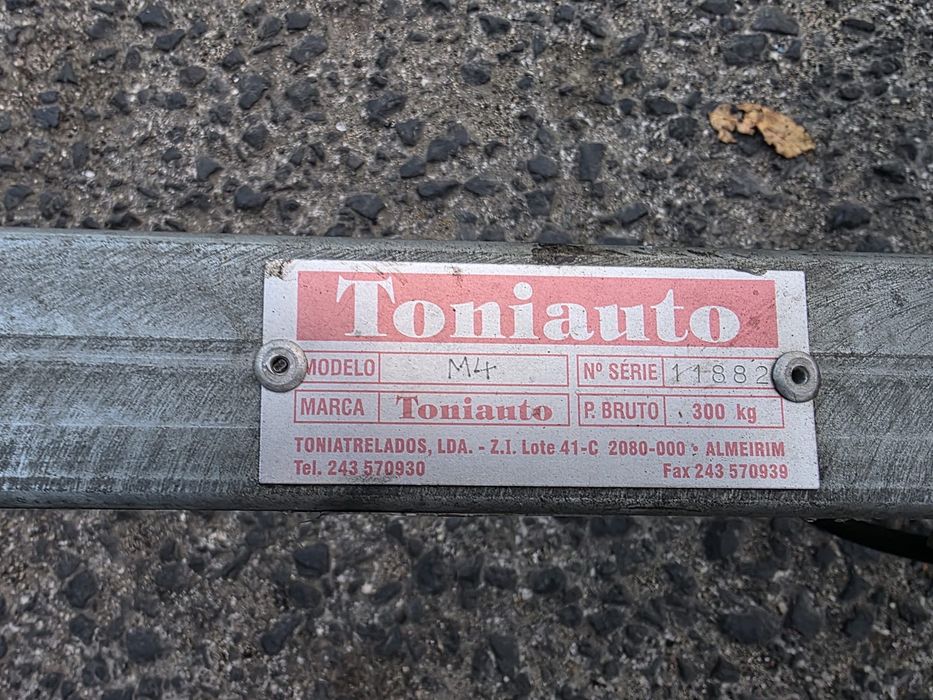 Toniauto
MODELO M4 Nº SÉRIE 11882
MARCA Toniauto P. BRUTO 300 kg
TONIATRELADOS, LDA. - Z.I. Lote 41-C 2080-000 - ALMEIRIM
Tel. 243 570930 Fax 243 570939